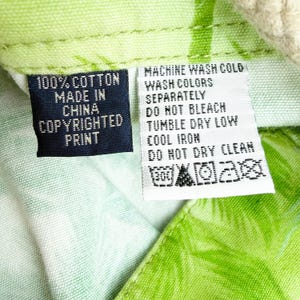 100% COTTON
MADE IN
CHINA
COPYRIGHTED
PRINT
MACHINE WASH COLD
WASH COLORS
SEPARATELY
DO NOT BLEACH
TUMBLE DRY LOW
COOL IRON
DO NOT DRY CLEAN